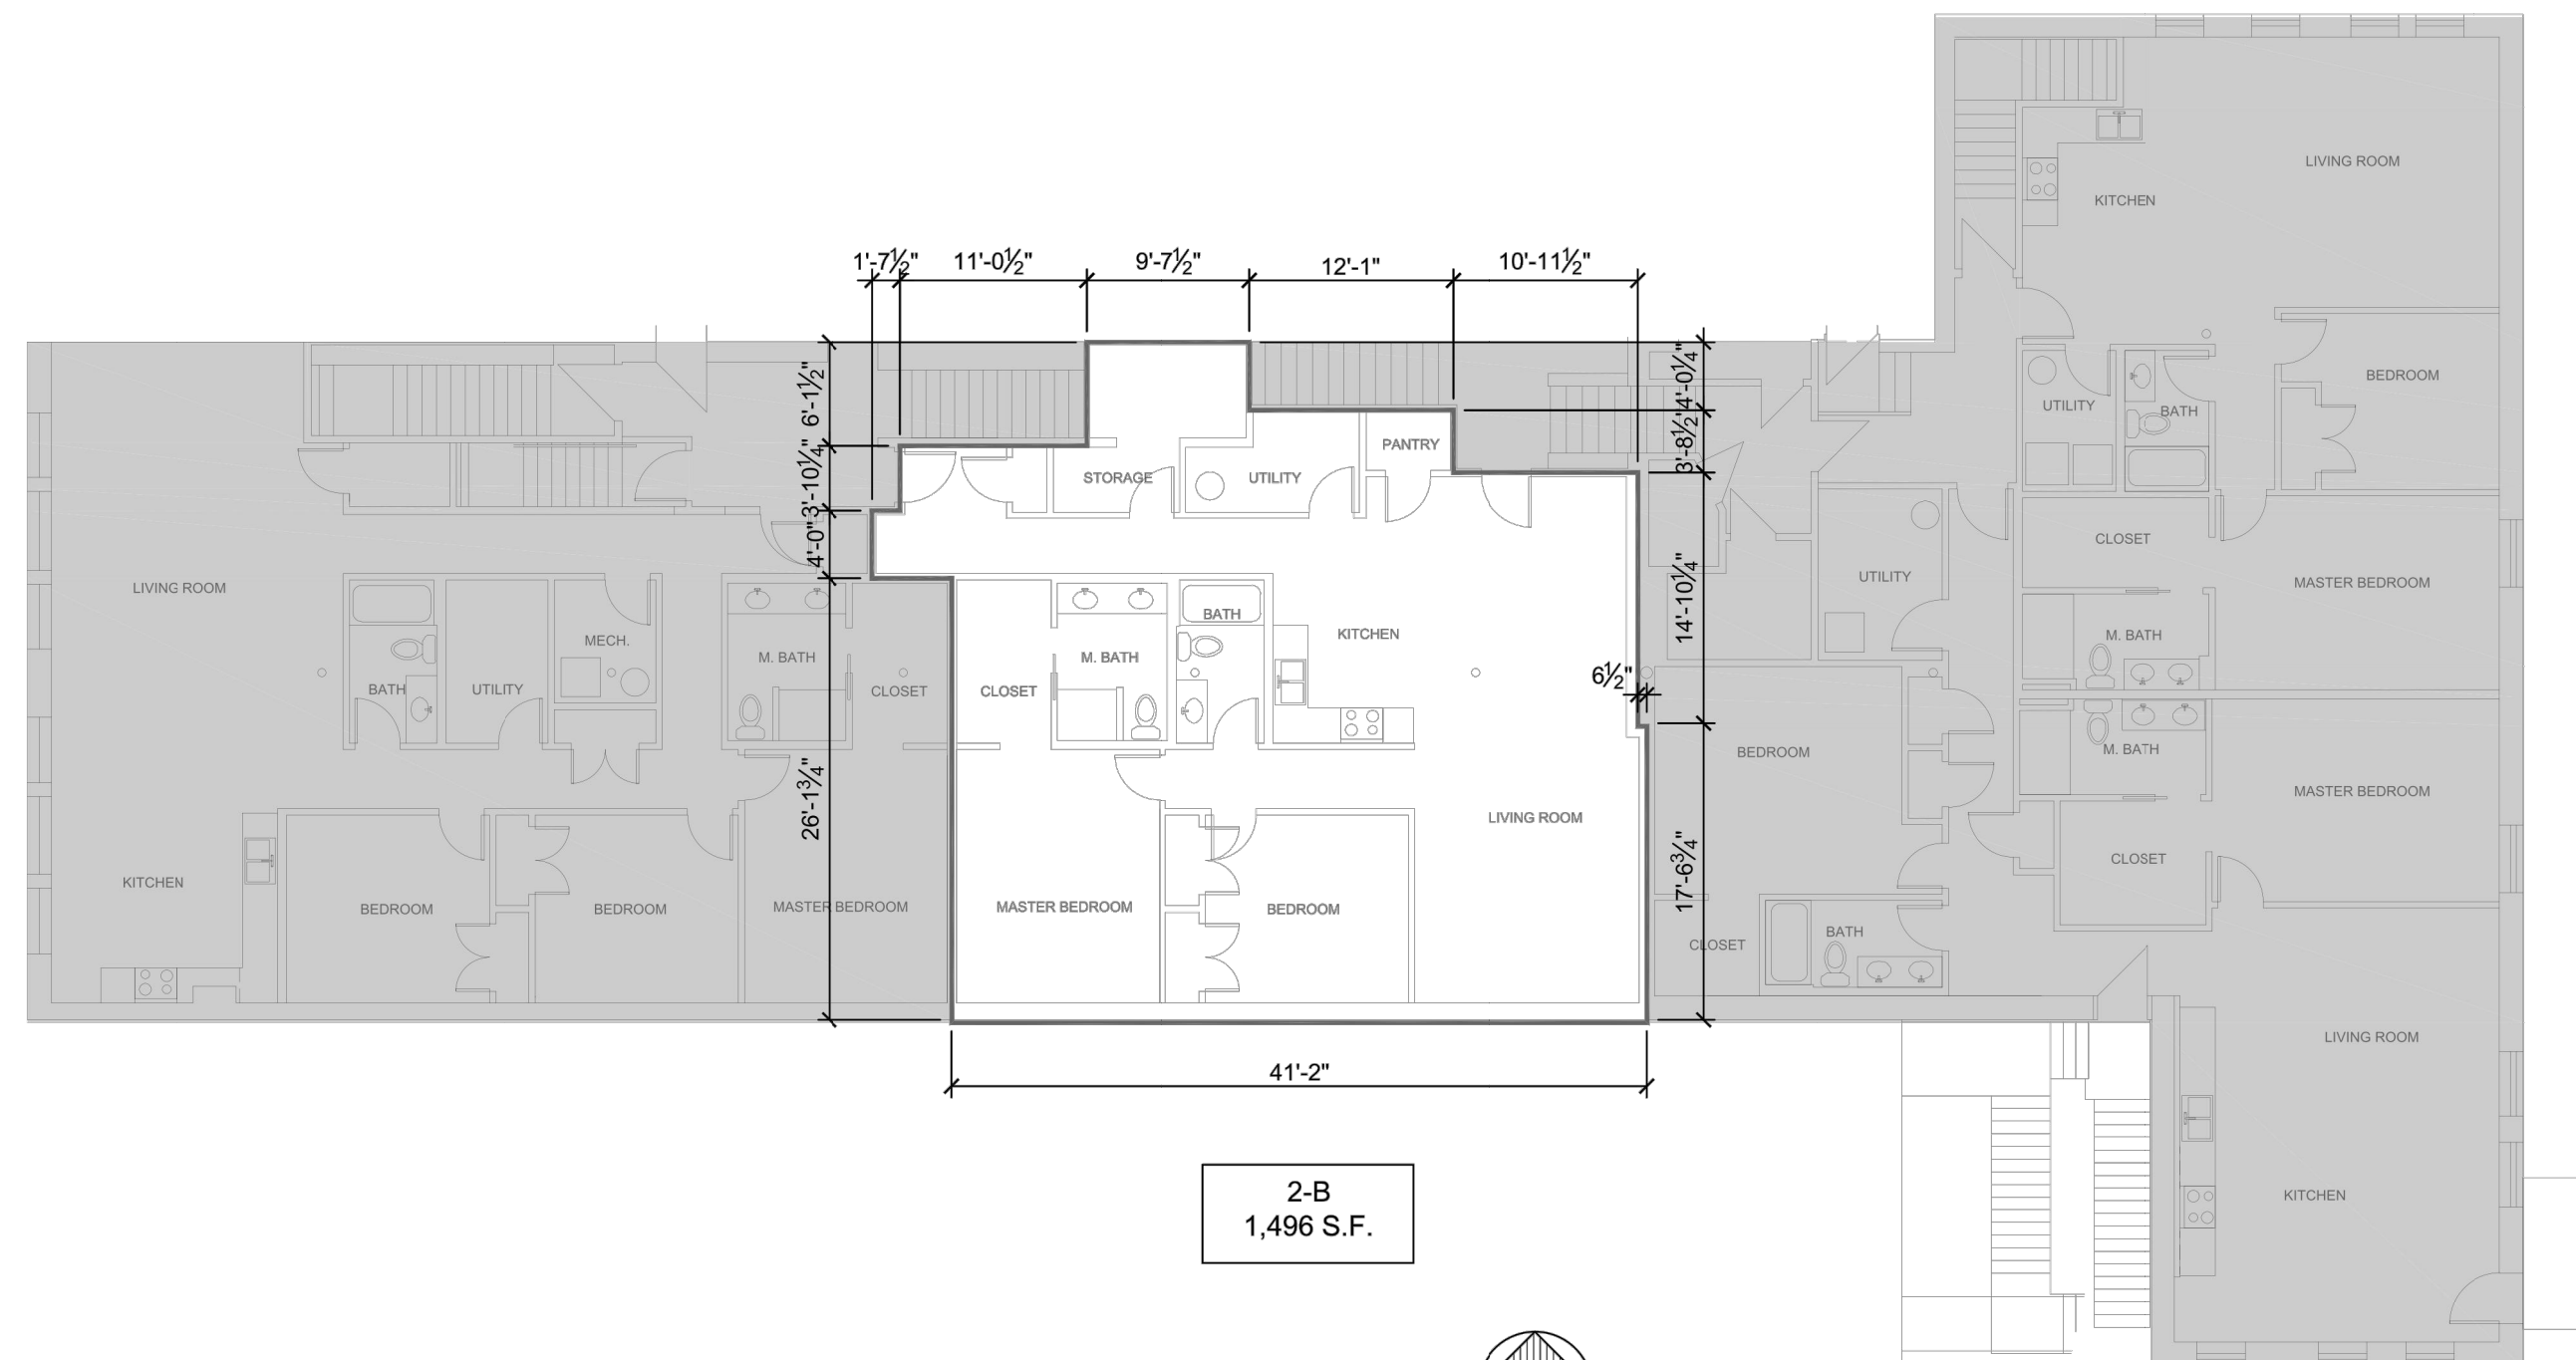 LIVING ROOM
KITCHEN
1'-7½"
11'-0½"
9'-7½"
12'-1"
10'-11½"
6'-1½"
4'-0¼"
BEDROOM
UTILITY
BATH
3'-10¼"
3'-8½"
PANTRY
STORAGE
UTILITY
4'-0"
CLOSET
LIVING ROOM
14'-10¼"
UTILITY
MASTER BEDROOM
BATH
KITCHEN
MECH.
M. BATH
M. BATH
M. BATH
BATH
UTILITY
CLOSET
CLOSET
6½"
BEDROOM
M. BATH
26'-1¾"
LIVING ROOM
MASTER BEDROOM
17'-6¾"
CLOSET
KITCHEN
BEDROOM
BEDROOM
MASTER BEDROOM
MASTER BEDROOM
BEDROOM
CLOSET
BATH
LIVING ROOM
41'-2"
KITCHEN
2-B
1,496 S.F.